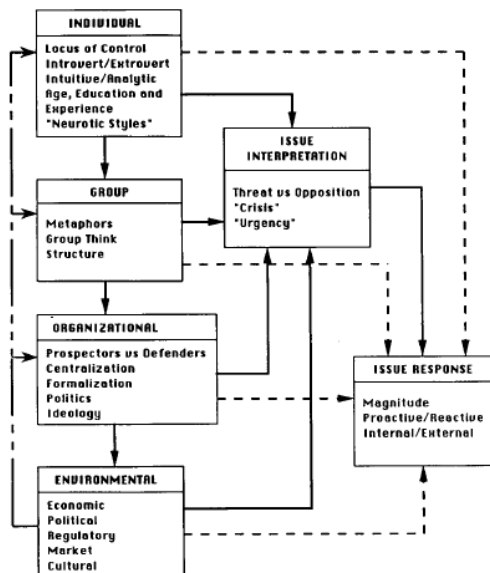 INDIVIDUAL
Locus of Control
Introvert/Extrovert
Intuitive/Analytic
Age, Education and
Experience
"Neurotic Styles"
ISSUE
INTERPRETATION
Threat vs Opposition
"Crisis"
"Urgency"
GROUP
Metaphors
Group Think
Structure
ORGANIZATIONAL
Prospectors vs Defenders
Centralization
Formalization
Politics
Ideology
ISSUE RESPONSE
Magnitude
Proactive/Reactive
Internal/External
ENVIRONMENTAL
Economic
Political
Regulatory
Market
Cultural